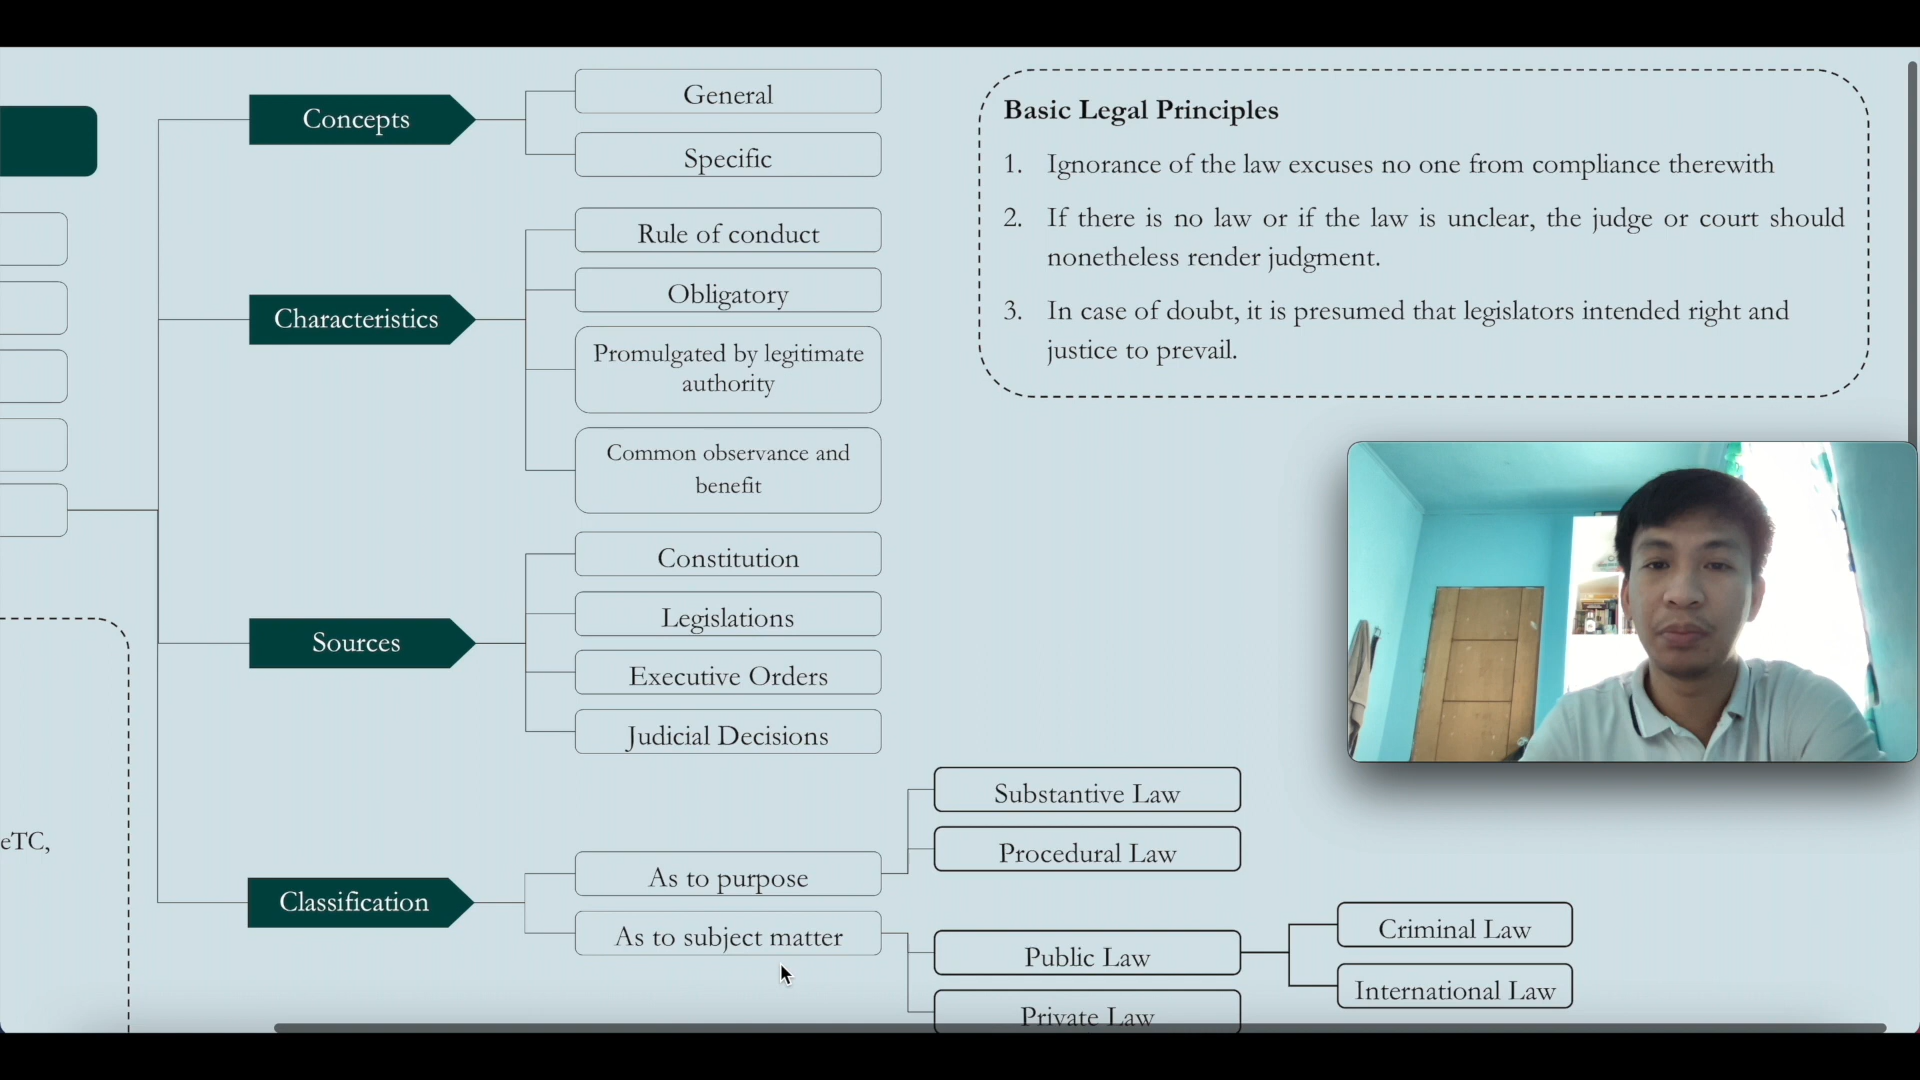 Concepts
General
Specific
Characteristics
Rule of conduct
Obligatory
Promulgated by legitimate
authority
Common observance and
benefit
Sources
Constitution
Legislations
Executive Orders
Judicial Decisions
Classification
As to purpose
Substantive Law
Procedural Law
As to subject matter
Public Law
Criminal Law
International Law
Private Law
Basic Legal Principles
1. Ignorance of the law excuses no one from compliance therewith
2. If there is no law or if the law is unclear, the judge or court should
nonetheless render judgment.
3. In case of doubt, it is presumed that legislators intended right and
justice to prevail.
eTC,